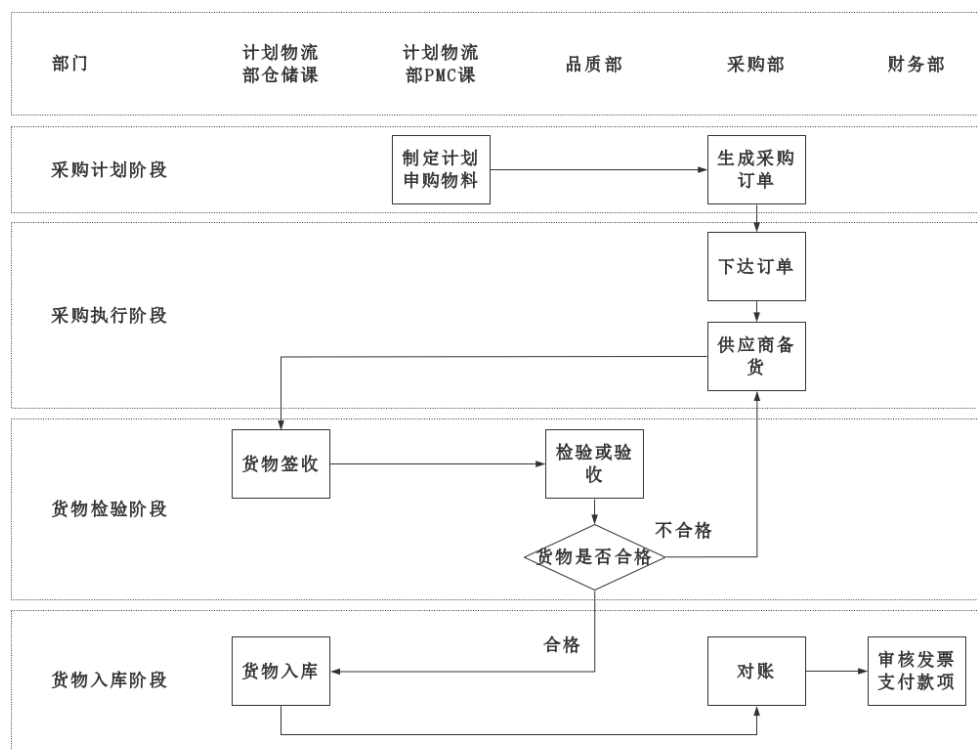 部门
计划物流
部仓储课
计划物流
部PMC课
品质部
采购部
财务部
采购计划阶段
制定计划
申购物料
生成采购
订单
采购执行阶段
下达订单
供应商备
货
货物检验阶段
货物签收
检验或验
收
货物是否合格
不合格
货物入库阶段
合格
货物入库
对账
审核发票
支付款项